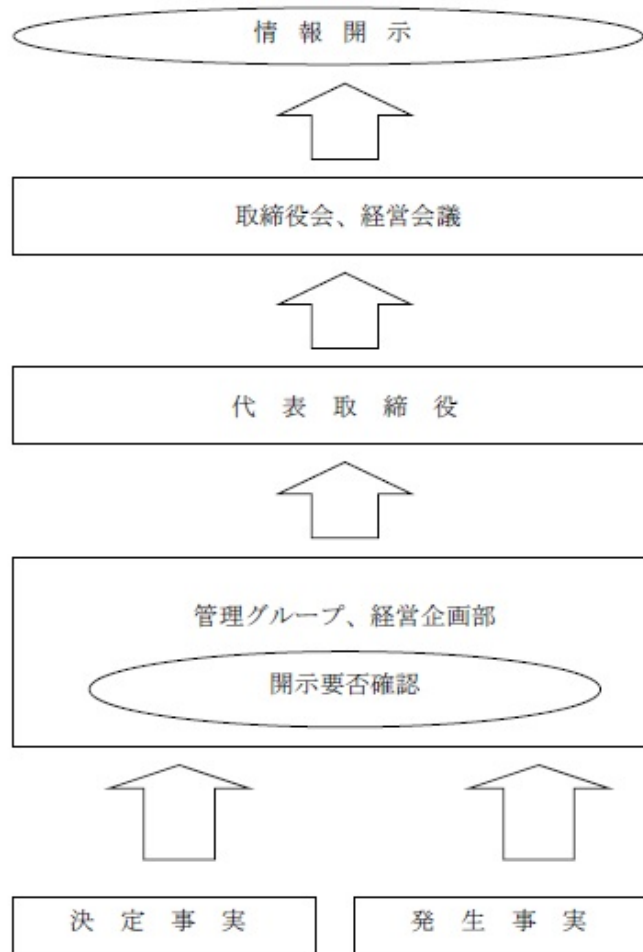 情報開示
取締役会、経営会議
代表取締役
管理グループ、経営企画部
開示要否確認
決定事実
発生事実